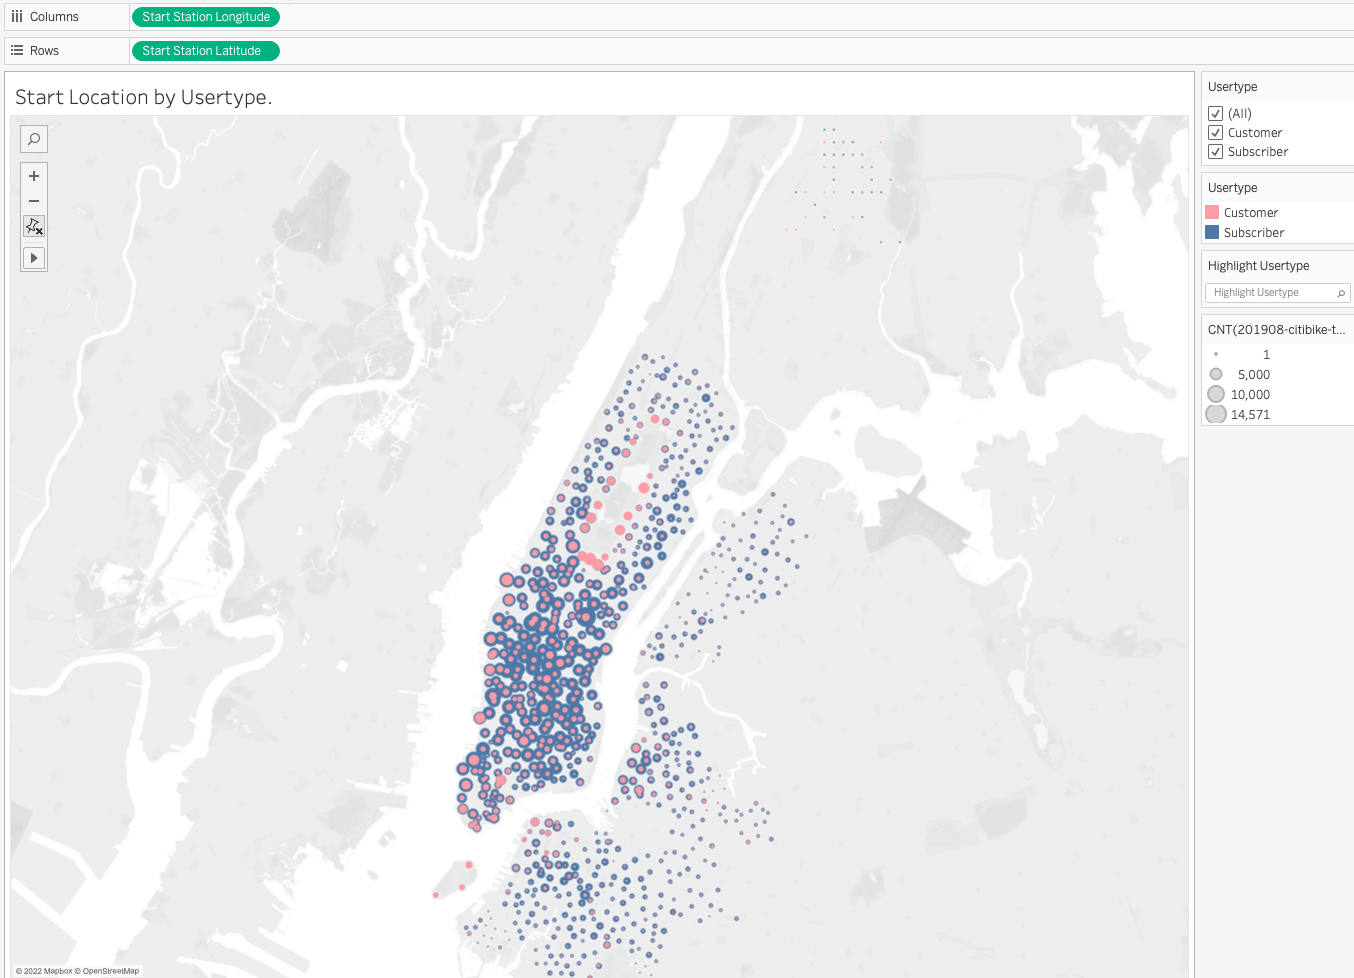 Columns
Start Station Longitude
Rows
Start Station Latitude
Start Location by Usertype.
Usertype
(All)
Customer
Subscriber
Usertype
Customer
Subscriber
Highlight Usertype
Highlight Usertype
CNT(201908-citibike-t...
1
5,000
10,000
14,571
© 2022 Mapbox © OpenStreetMap